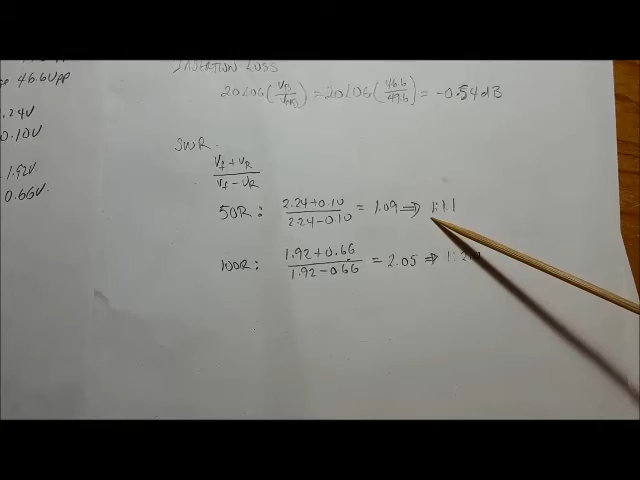 46.6Vpp
.24V
0.10V
1.92V.
0.66V.
INSERTION LOSS
20LOG = 20LOG (46.6/49.6) = -0.54dB
SWR.
Vf + VR
Vf - VR
50R: 2.24+0.10 / 2.24-0.10 = 1.09 ⇒ 1:1.1
100R: 1.92+0.66 / 1.92-0.66 = 2.05 ⇒